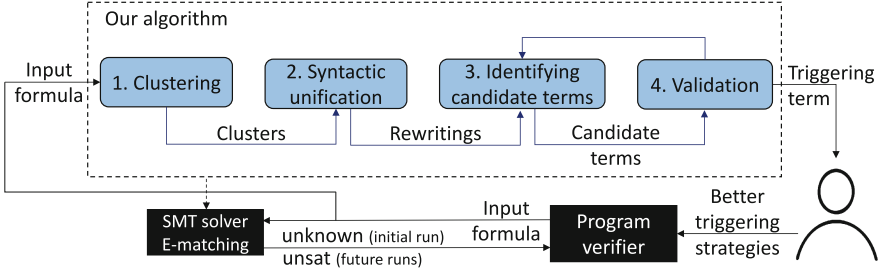 Our algorithm
Input
formula
1. Clustering
2. Syntactic
unification
3. Identifying
candidate terms
4. Validation
Triggering
term
Clusters
Rewritings
Candidate
terms
SMT solver
E-matching
unknown (initial run)
unsat (future runs)
Input
formula
Program
verifier
Better
triggering
strategies